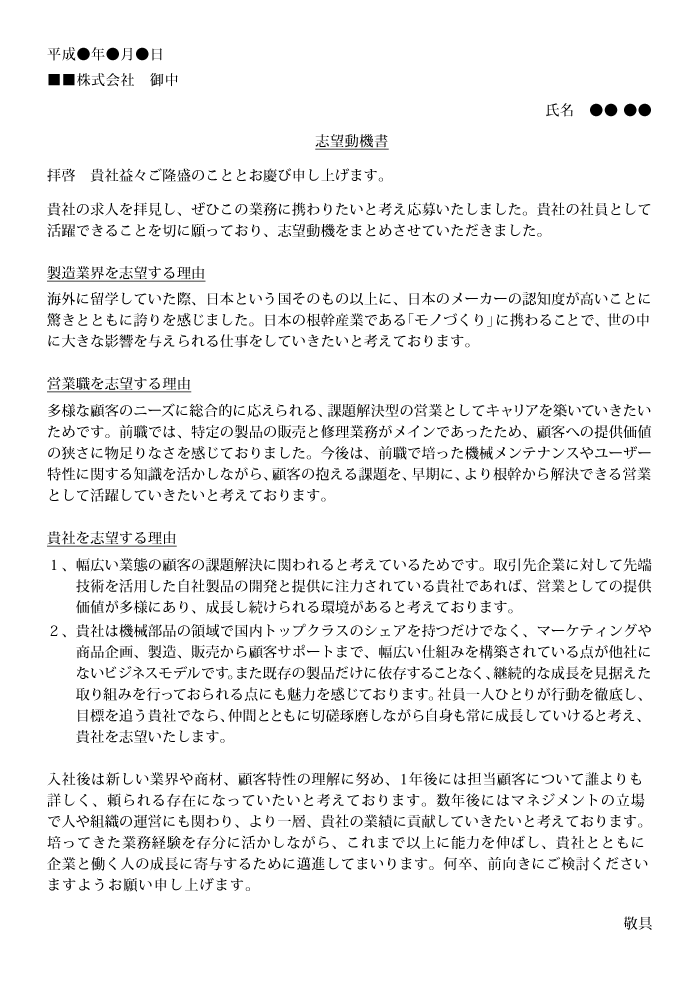 平成●年●月●日
■■株式会社　御中
氏名　●● ●●
志望動機書
拝啓　貴社益々ご隆盛のこととお慶び申し上げます。
貴社の求人を拝見し、ぜひこの業務に携わりたいと考え応募いたしました。貴社の社員として
活躍できることを切に願っており、志望動機をまとめさせていただきました。
製造業界を志望する理由
海外に留学していた際、日本という国そのもの以上に、日本のメーカーの認知度が高いことに
驚きとともに誇りを感じました。日本の根幹産業である「モノづくり」に携わることで、世の中
に大きな影響を与えられる仕事をしていきたいと考えております。
営業職を志望する理由
多様な顧客のニーズに総合的に応えられる、課題解決型の営業としてキャリアを築いていきたい
ためです。前職では、特定の製品の販売と修理業務がメインであったため、顧客への提供価値
の狭さに物足りなさを感じておりました。今後は、前職で培った機械メンテナンスやユーザー
特性に関する知識を活かしながら、顧客の抱える課題を、早期に、より根幹から解決できる営業
として活躍していきたいと考えております。
貴社を志望する理由
１、幅広い業態の顧客の課題解決に関われると考えているためです。取引先企業に対して先端
技術を活用した自社製品の開発と提供に注力されている貴社であれば、営業としての提供
価値が多様にあり、成長し続けられる環境があると考えております。
２、貴社は機械部品の領域で国内トップクラスのシェアを持つだけでなく、マーケティングや
商品企画、製造、販売から顧客サポートまで、幅広い仕組みを構築されている点が他社に
ないビジネスモデルです。また既存の製品だけに依存することなく、継続的な成長を見据えた
取り組みを行っておられる点にも魅力を感じております。社員一人ひとりが行動を徹底し、
目標を追う貴社でなら、仲間とともに切磋琢磨しながら自身も常に成長していけると考え、
貴社を志望いたします。
入社後は新しい業界や商材、顧客特性の理解に努め、1年後には担当顧客について誰よりも
詳しく、頼られる存在になっていたいと考えております。数年後にはマネジメントの立場
で人や組織の運営にも関わり、より一層、貴社の業績に貢献していきたいと考えております。
培ってきた業務経験を存分に活かしながら、これまで以上に能力を伸ばし、貴社とともに
企業と働く人の成長に寄与するために邁進してまいります。何卒、前向きにご検討ください
ますようお願い申し上げます。
敬具